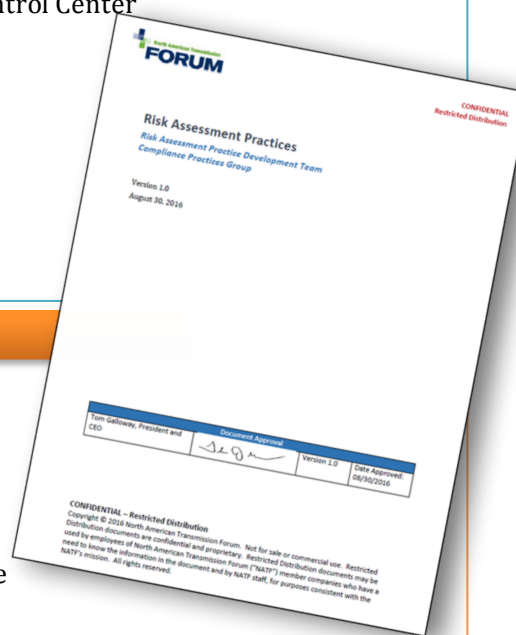 ntrol Center
North American Transmission
FORUM
CONFIDENTIAL
Restricted Distribution
Risk Assessment Practices
Risk Assessment Practice Development Team
Compliance Practices Group
Version 1.0
August 30, 2016
Document Approval
Tom Galloway, President and
CEO
Version 1.0
Date Approved:
08/30/2016
CONFIDENTIAL – Restricted Distribution
Copyright © 2016 North American Transmission Forum. Not for sale or commercial use. Restricted
Distribution documents are confidential and proprietary. Restricted Distribution documents may be
used by employees of North American Transmission Forum ("NATF") member companies who have a
need to know the information in the document and by NATF staff, for purposes consistent with the
NATF's mission. All rights reserved.
e